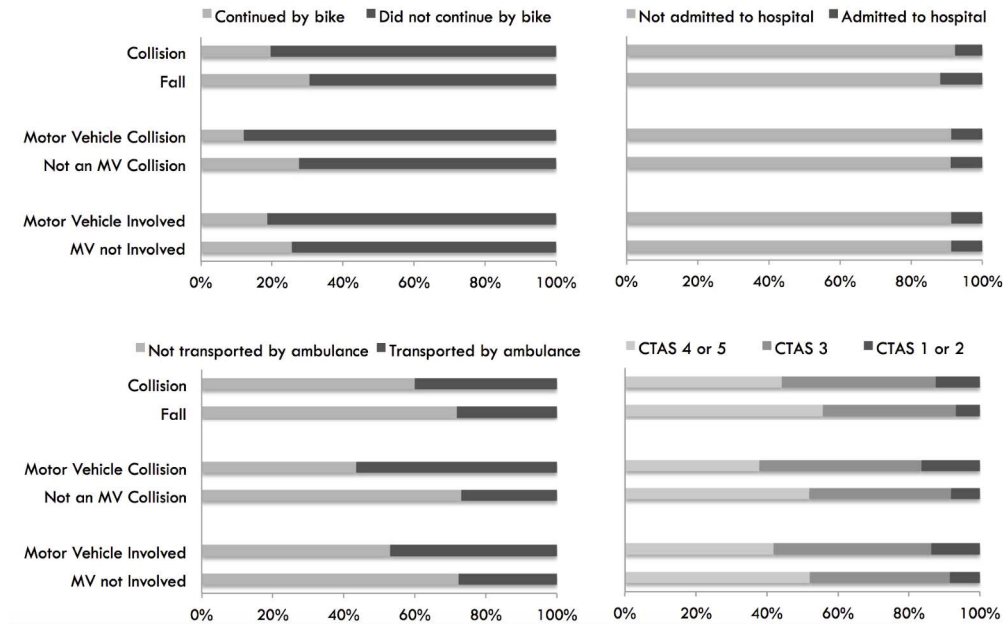 Continued by bike Did not continue by bike
Collision
Fall
Motor Vehicle Collision
Not an MV Collision
Motor Vehicle Involved
MV not Involved
0% 20% 40% 60% 80% 100%
Not admitted to hospital Admitted to hospital
0% 20% 40% 60% 80% 100%
Not transported by ambulance Transported by ambulance
Collision
Fall
Motor Vehicle Collision
Not an MV Collision
Motor Vehicle Involved
MV not Involved
0% 20% 40% 60% 80% 100%
CTAS 4 or 5 CTAS 3 CTAS 1 or 2
0% 20% 40% 60% 80% 100%